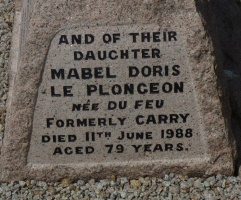 AND OF THEIR
DAUGHTER
MABEL DORIS
LE PLONGEON
NÉE DU FEU
FORMERLY CARRY
DIED 11TH JUNE 1988
AGED 79 YEARS.